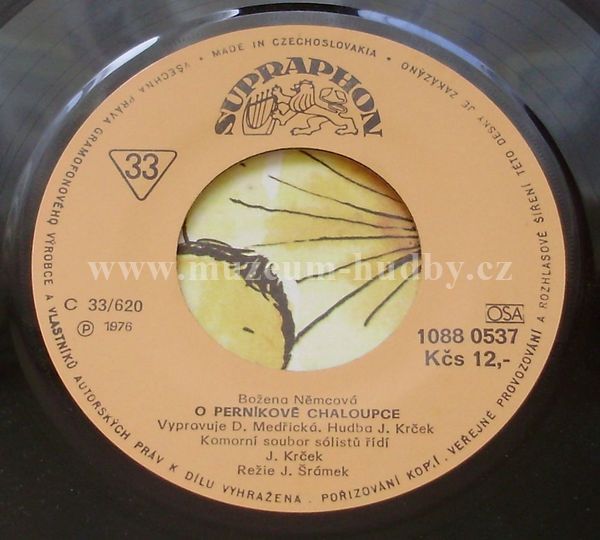 VŠECHNA PRÁVA GRAMOFONOVÉHO VÝROBCE A VLASTNÍKŮ AUTORSKÝCH PRÁV K DÍLU VYHRAŽENA. POŘIZOVÁNÍ KOPIÍ, VEŘEJNÉ PROVOZOVÁNÍ A ROZHLASOVÉ ŠÍŘENÍ TÉTO DESKY JE ZAKÁZÁNO
• MADE IN CZECHOSLOVAKIA •
SUPRAPHON
33
www.muzeum-hudby.cz
C 33/620
Ⓟ 1976
OSA
1088 0537
Kčs 12,-
Božena Němcová
O PERNÍKOVĚ CHALOUPCE
Vypravuje D. Medřická. Hudba J. Krček
Komorní soubor sólistů řídí
J. Krček
Režie J. Šrámek